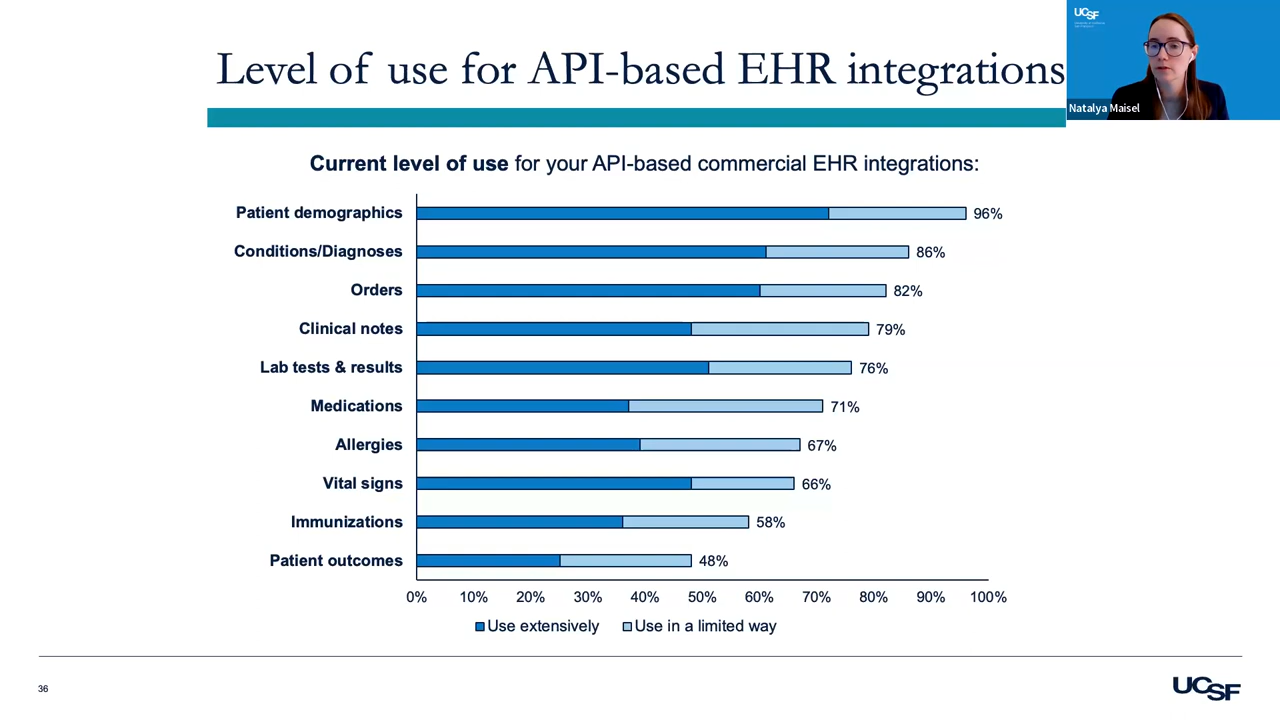 Level of use for API-based EHR integrations
UCSF
Natalya Maisel
Current level of use for your API-based commercial EHR integrations:
Patient demographics 96%
Conditions/Diagnoses 86%
Orders 82%
Clinical notes 79%
Lab tests & results 76%
Medications 71%
Allergies 67%
Vital signs 66%
Immunizations 58%
Patient outcomes 48%
0% 10% 20% 30% 40% 50% 60% 70% 80% 90% 100%
Use extensively Use in a limited way
36
UCSF